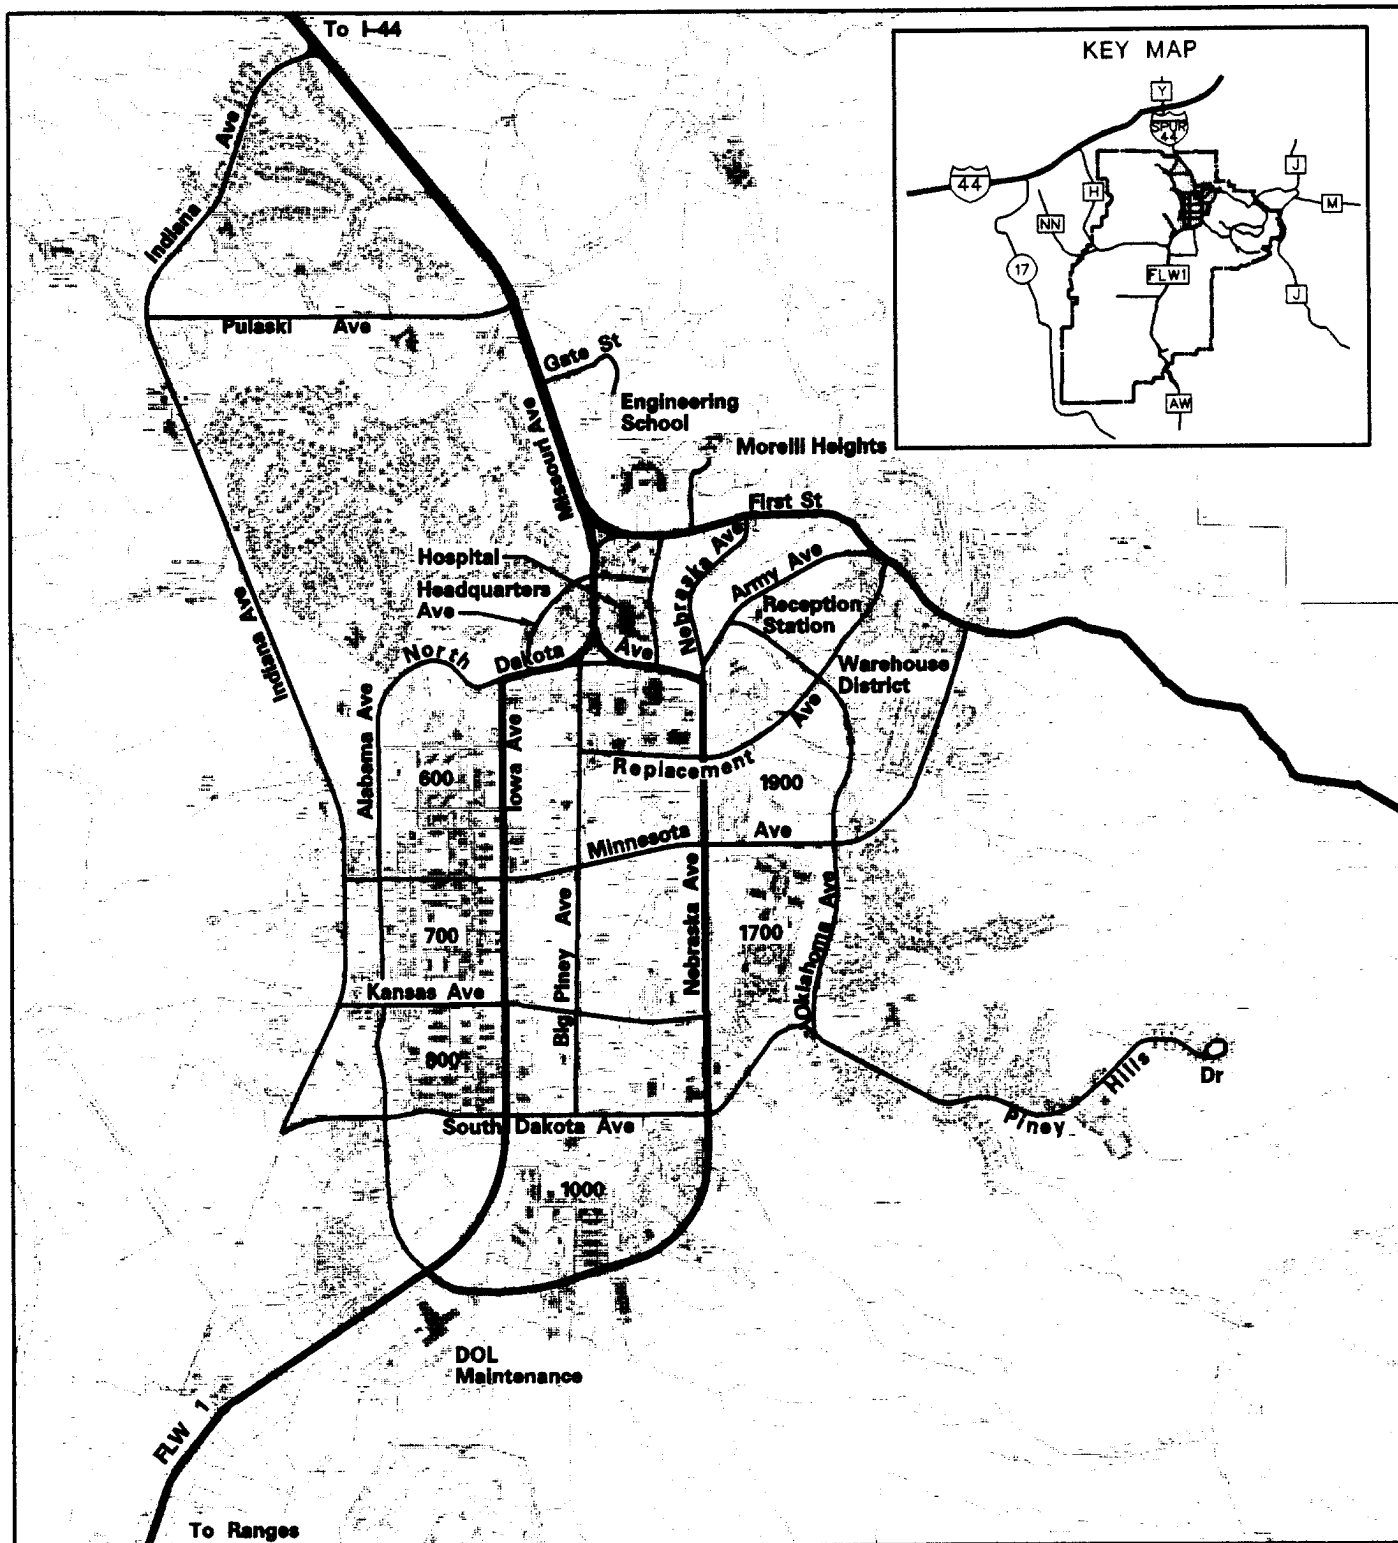 To I-44
KEY MAP
Y
SPUR
44
44
H
J
M
NN
17
FLW1
J
AW
Indiana Ave
Pulaski Ave
Gate St
Engineering
School
Missouri Ave
Morelli Heights
First St
Hospital
Headquarters
Ave
Nebraska Ave
Army Ave
Reception
Station
Indiana Ave
North Dakota Ave
Warehouse
District
Alabama Ave
Iowa Ave
600
Replacement Ave
1900
Minnesota Ave
700
Big Piney Ave
Nebraska Ave
1700
Oklahoma Ave
Kansas Ave
800
Piney Hills Dr
South Dakota Ave
1000
DOL
Maintenance
FLW 1
To Ranges